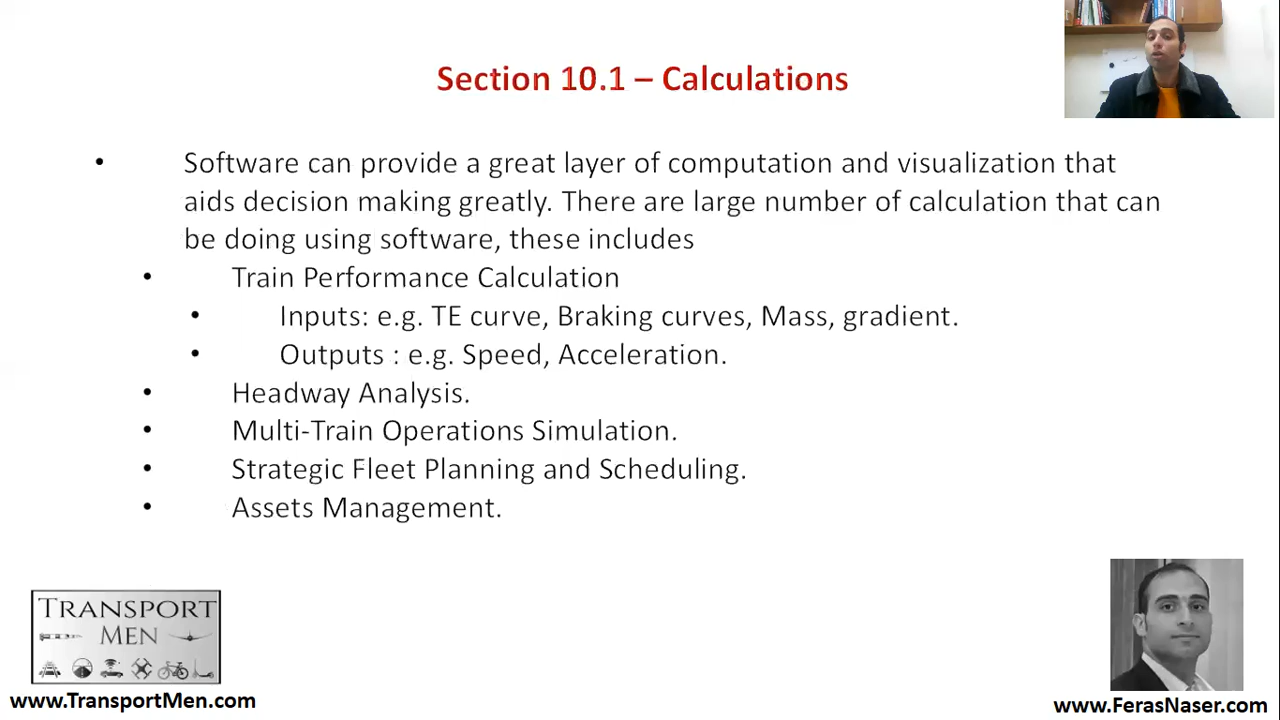 Section 10.1 – Calculations
• Software can provide a great layer of computation and visualization that
aids decision making greatly. There are large number of calculation that can
be doing using software, these includes
• Train Performance Calculation
• Inputs: e.g. TE curve, Braking curves, Mass, gradient.
• Outputs : e.g. Speed, Acceleration.
• Headway Analysis.
• Multi-Train Operations Simulation.
• Strategic Fleet Planning and Scheduling.
• Assets Management.
TRANSPORT
MEN
www.TransportMen.com
www.FerasNaser.com